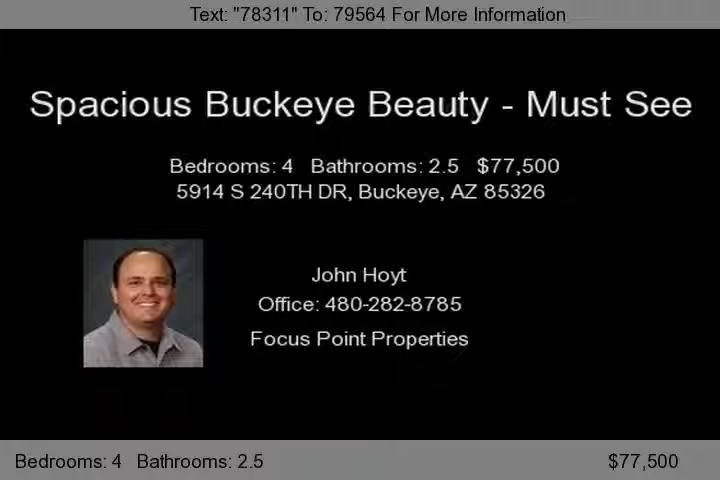 Text: "78311" To: 79564 For More Information
Spacious Buckeye Beauty - Must See
Bedrooms: 4 Bathrooms: 2.5 $77,500
5914 S 240TH DR, Buckeye, AZ 85326
John Hoyt
Office: 480-282-8785
Focus Point Properties
Bedrooms: 4 Bathrooms: 2.5 $77,500